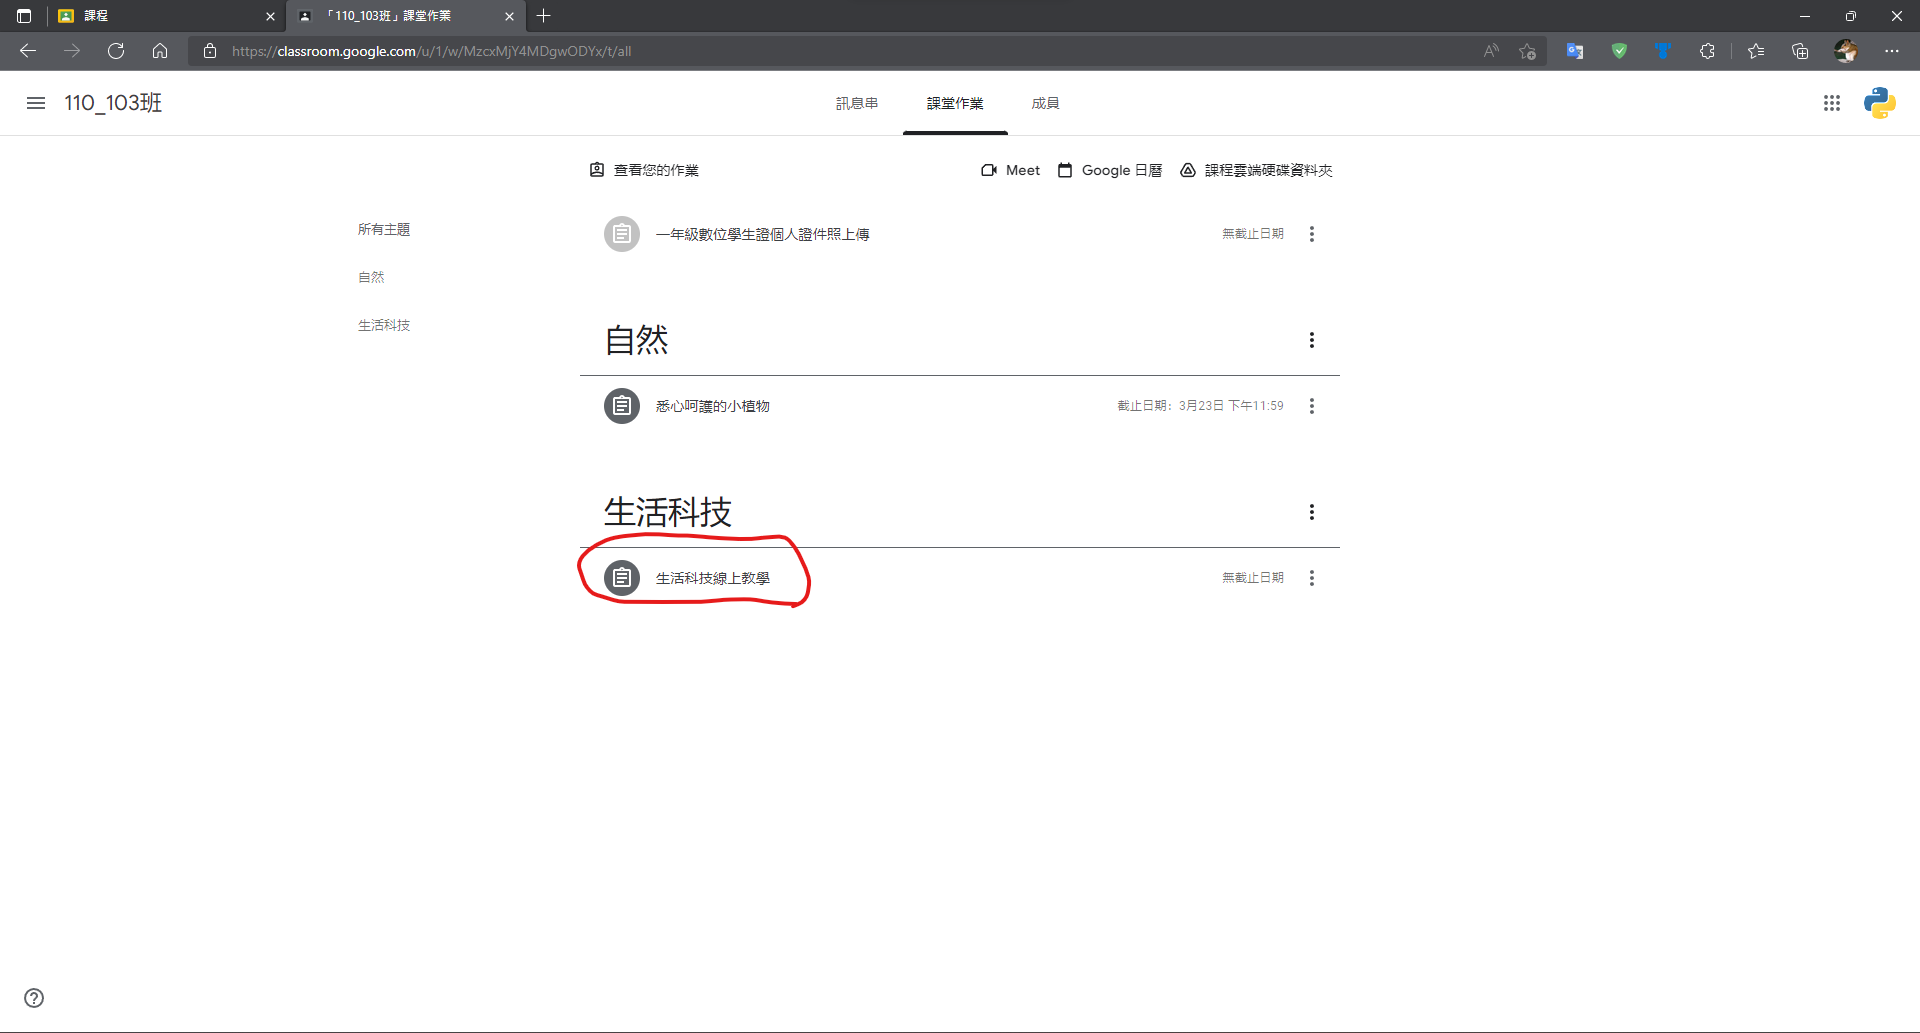 課程
「110_103班」課堂作業
https://classroom.google.com/u/1/w/MzcxMjY4MDgwODYx/t/all
110_103班
訊息串
課堂作業
成員
查看您的作業
Meet
Google 日曆
課程雲端硬碟資料夾
所有主題
自然
生活科技
一年級數位學生證個人證件照上傳
無截止日期
自然
悉心呵護的小植物
截止日期：3月23日 下午11:59
生活科技
生活科技線上教學
無截止日期